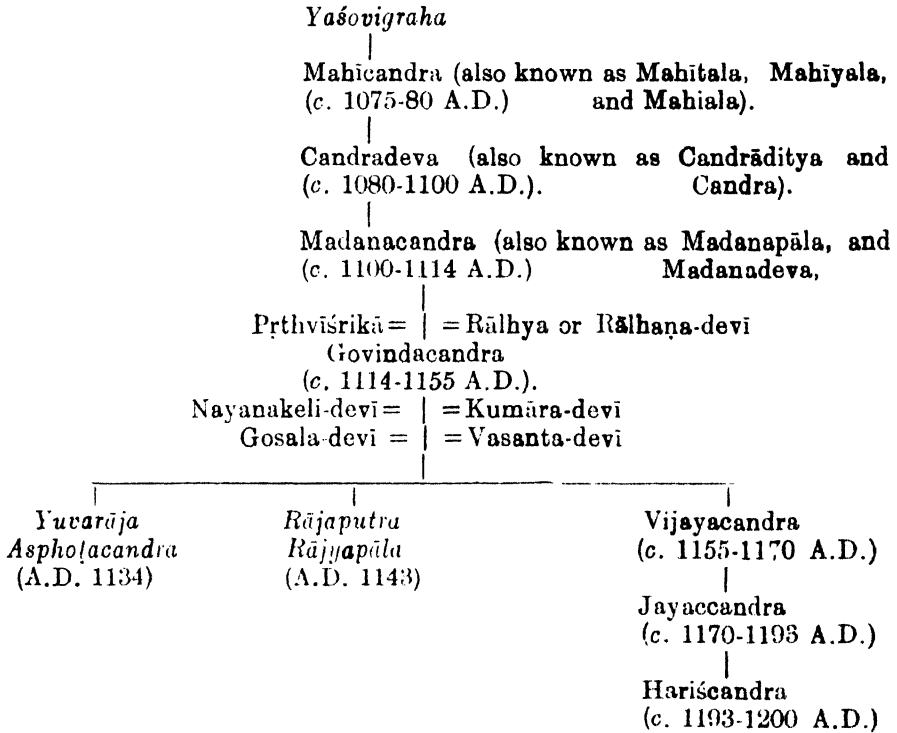 Yaśovigraha
Mahīcandra (also known as Mahītala, Mahīyala,
(c. 1075-80 A.D.) and Mahiala).
Candradeva (also known as Candrāditya and
(c. 1080-1100 A.D.). Candra).
Madanacandra (also known as Madanapāla, and
(c. 1100-1114 A.D.) Madanadeva,
Pṛthvīśrikā= | =Rālhya or Rālhaṇa-devī
Govindacandra
(c. 1114-1155 A.D.).
Nayanakeli-devī= | =Kumāra-devī
Gosala-devī = | =Vasanta-devī
Yuvarāja Rājaputra Vijayacandra
Asphoṭacandra Rājyapāla (c. 1155-1170 A.D.)
(A.D. 1134) (A.D. 1143)
Jayaccandra
(c. 1170-1193 A.D.)
Hariścandra
(c. 1193-1200 A.D.)